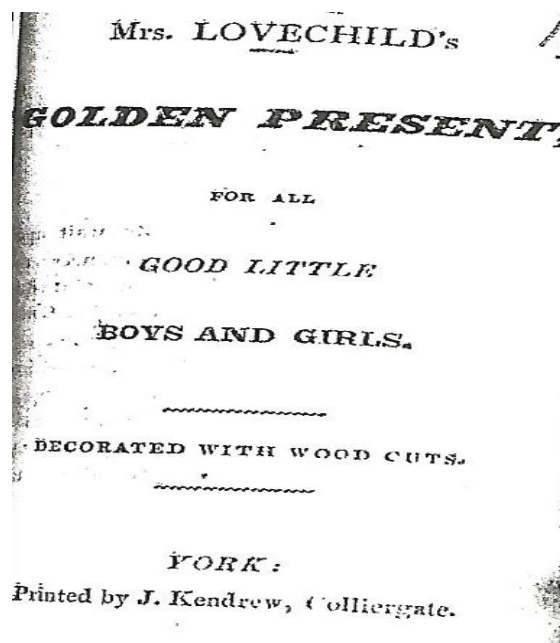 Mrs. LOVECHILD's
GOLDEN PRESENT,
FOR ALL
GOOD LITTLE
BOYS AND GIRLS.
DECORATED WITH WOOD CUTS.
YORK:
Printed by J. Kendrew, Colliergate.